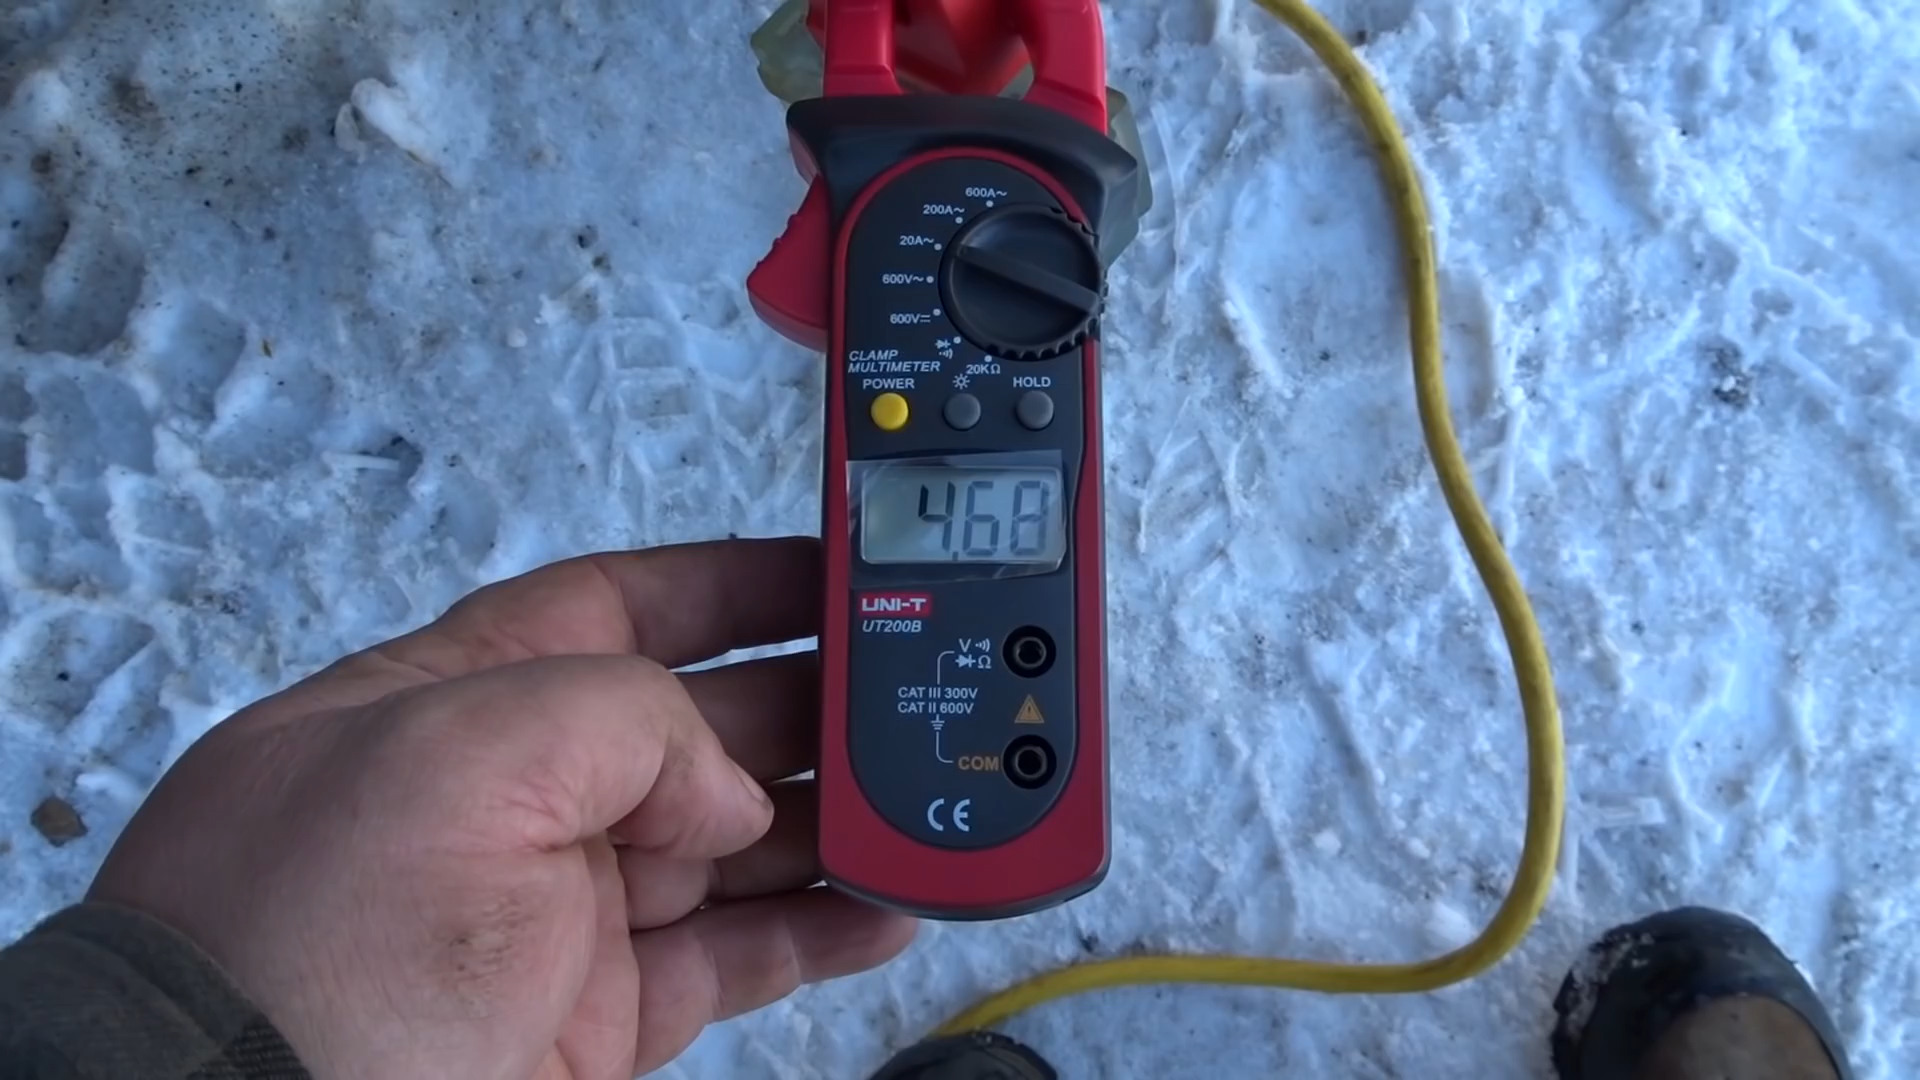 600A~
200A~
20A~
600V~
600V⎓
CLAMP
MULTIMETER
20KΩ
POWER
HOLD
4.68
UNI-T
UT200B
V
Ω
CAT III 300V
CAT II 600V
COM
CE